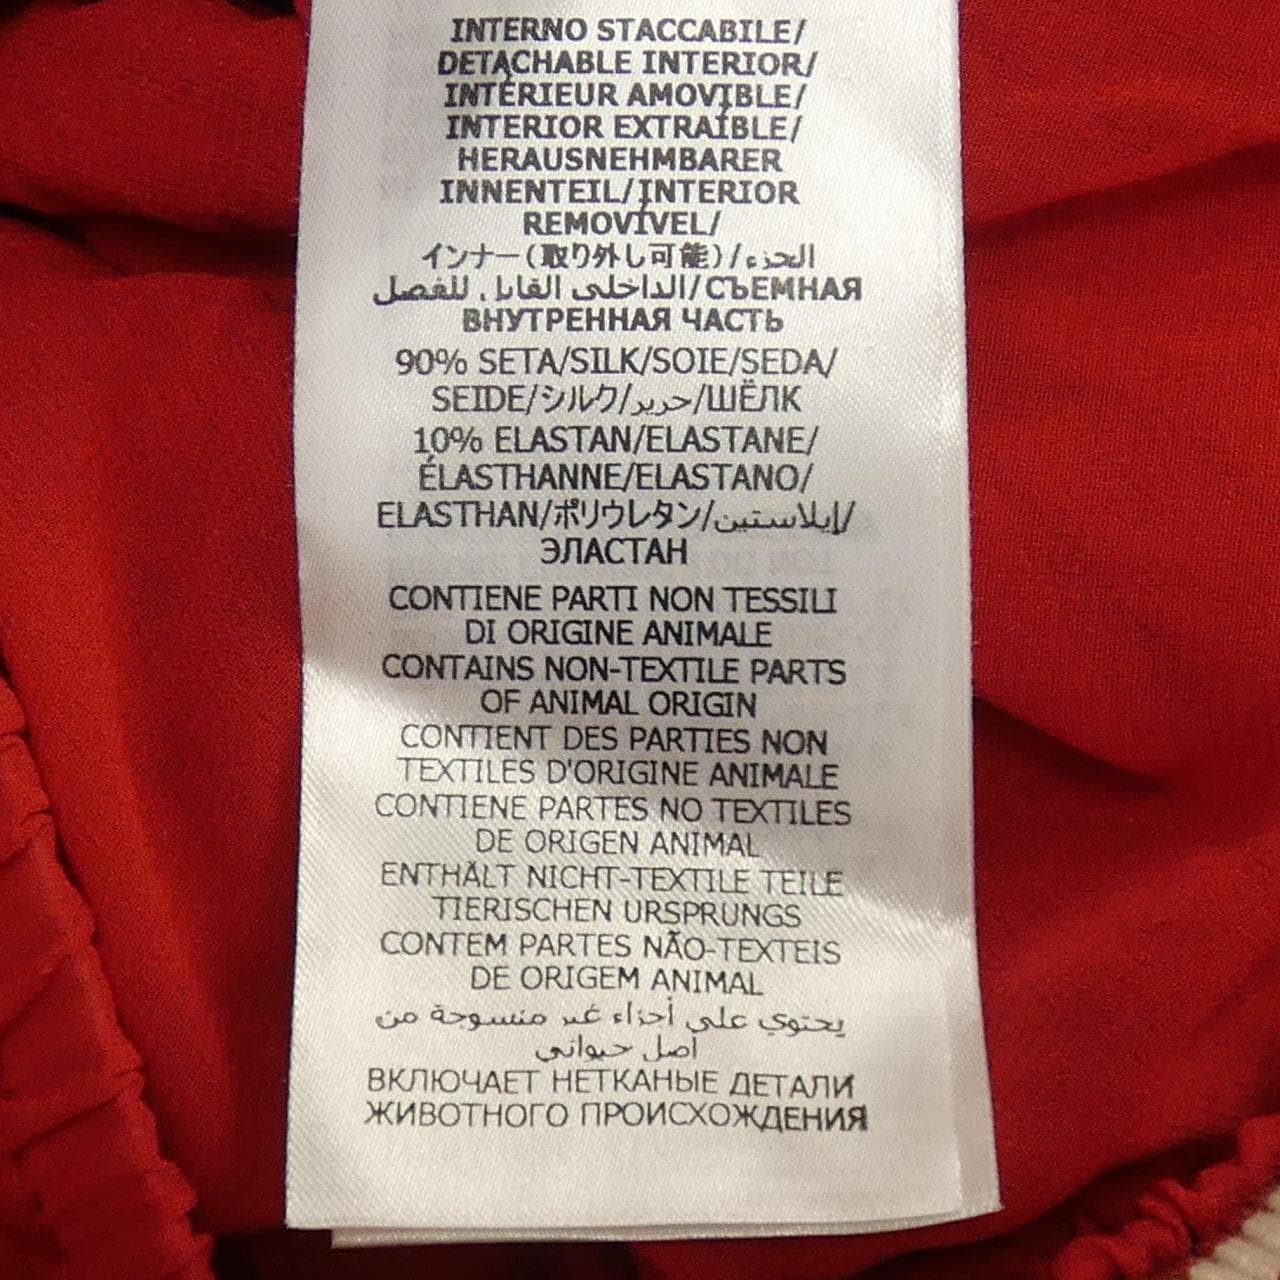 INTERNO STACCABILE/
DETACHABLE INTERIOR/
INTÉRIEUR AMOVIBLE/
INTERIOR EXTRAÍBLE/
HERAUSNEHMBARER
INNENTEIL/INTERIOR
REMOVÍVEL/
インナー(取り外し可能)/الجزء
الداخلي القابل للفصل/СЪЕМНАЯ
ВНУТРЕННАЯ ЧАСТЬ
90% SETA/SILK/SOIE/SEDA/
SEIDE/シルク/حرير/ШЁЛК
10% ELASTAN/ELASTANE/
ÉLASTHANNE/ELASTANO/
ELASTHAN/ポリウレタン/إيلاستين/
ЭЛАСТАН
CONTIENE PARTI NON TESSILI
DI ORIGINE ANIMALE
CONTAINS NON-TEXTILE PARTS
OF ANIMAL ORIGIN
CONTIENT DES PARTIES NON
TEXTILES D'ORIGINE ANIMALE
CONTIENE PARTES NO TEXTILES
DE ORIGEN ANIMAL
ENTHÄLT NICHT-TEXTILE TEILE
TIERISCHEN URSPRUNGS
CONTEM PARTES NÃO-TEXTEIS
DE ORIGEM ANIMAL
يحتوي على أجزاء غير منسوجة من
اصل حيواني
ВКЛЮЧАЕТ НЕТКАНЫЕ ДЕТАЛИ
ЖИВОТНОГО ПРОИСХОЖДЕНИЯ